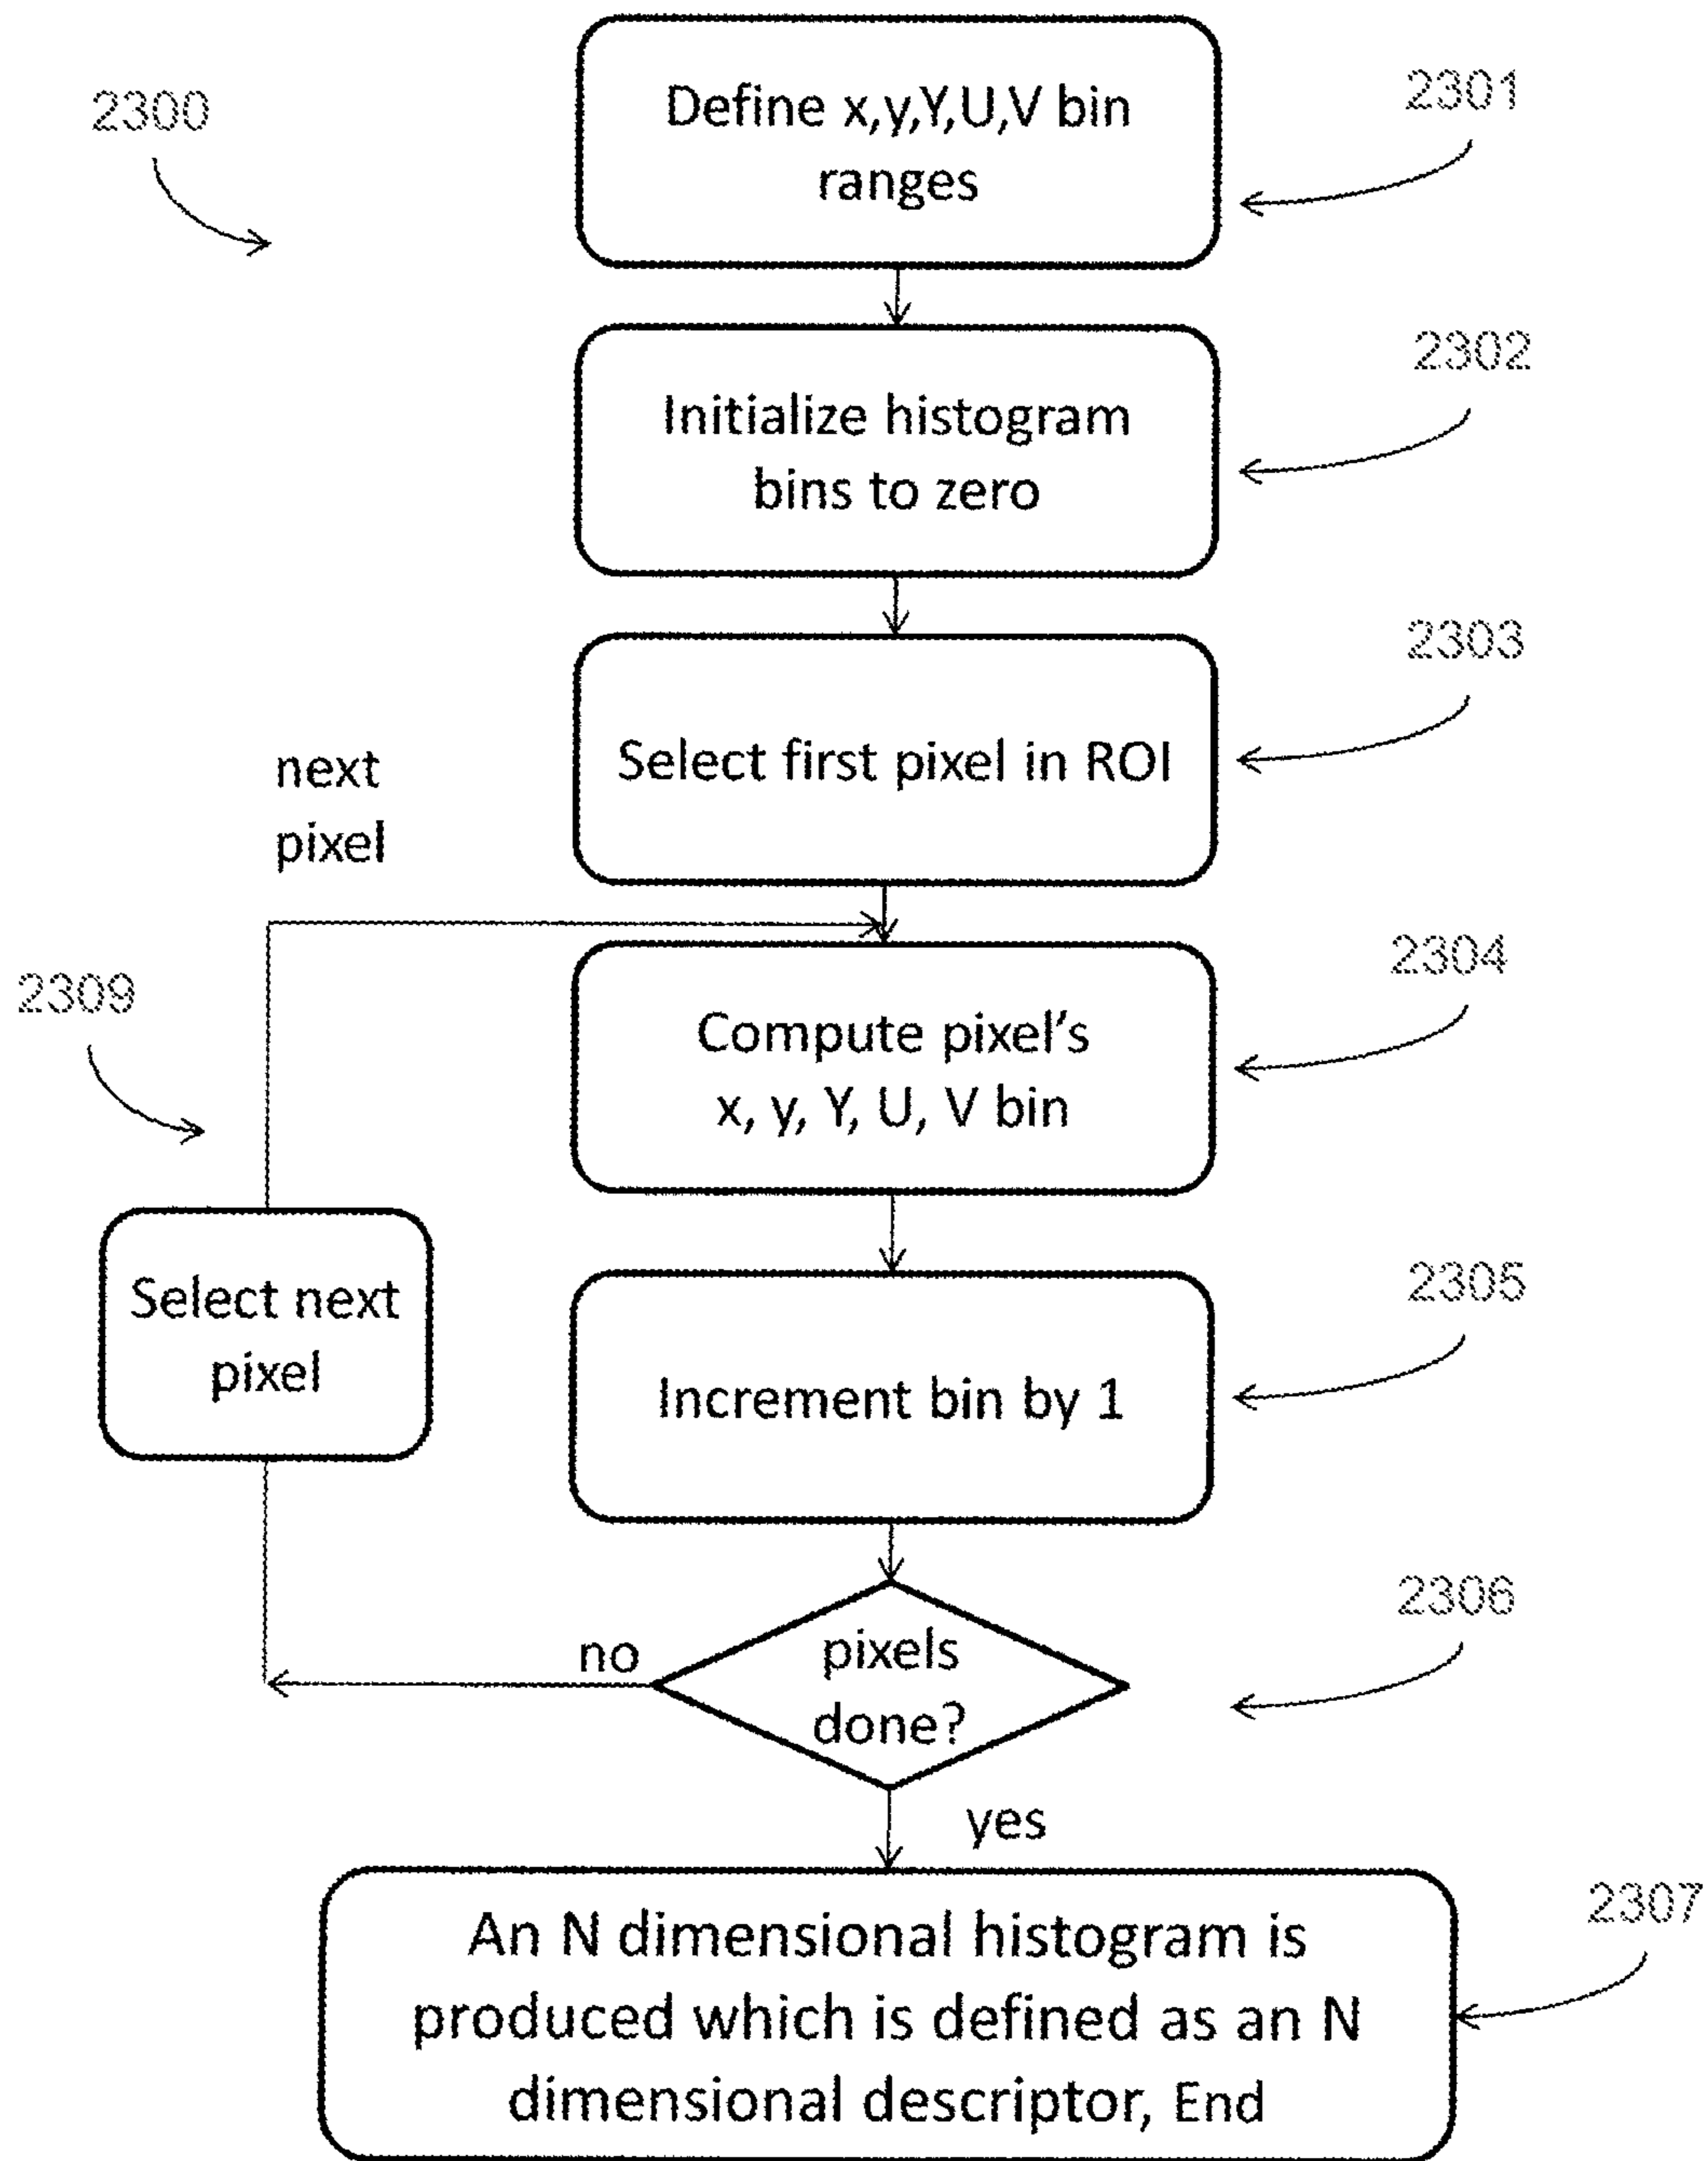 2300
Define x,y,Y,U,V bin
ranges
2301
Initialize histogram
bins to zero
2302
Select first pixel in ROI
2303
next
pixel
2309
Compute pixel's
x, y, Y, U, V bin
2304
Select next
pixel
Increment bin by 1
2305
no
pixels
done?
2306
yes
An N dimensional histogram is
produced which is defined as an N
dimensional descriptor, End
2307